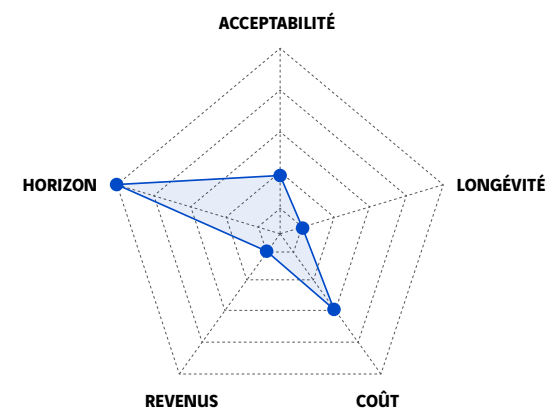 ACCEPTABILITÉ
HORIZON
LONGÉVITÉ
REVENUS
COÛT